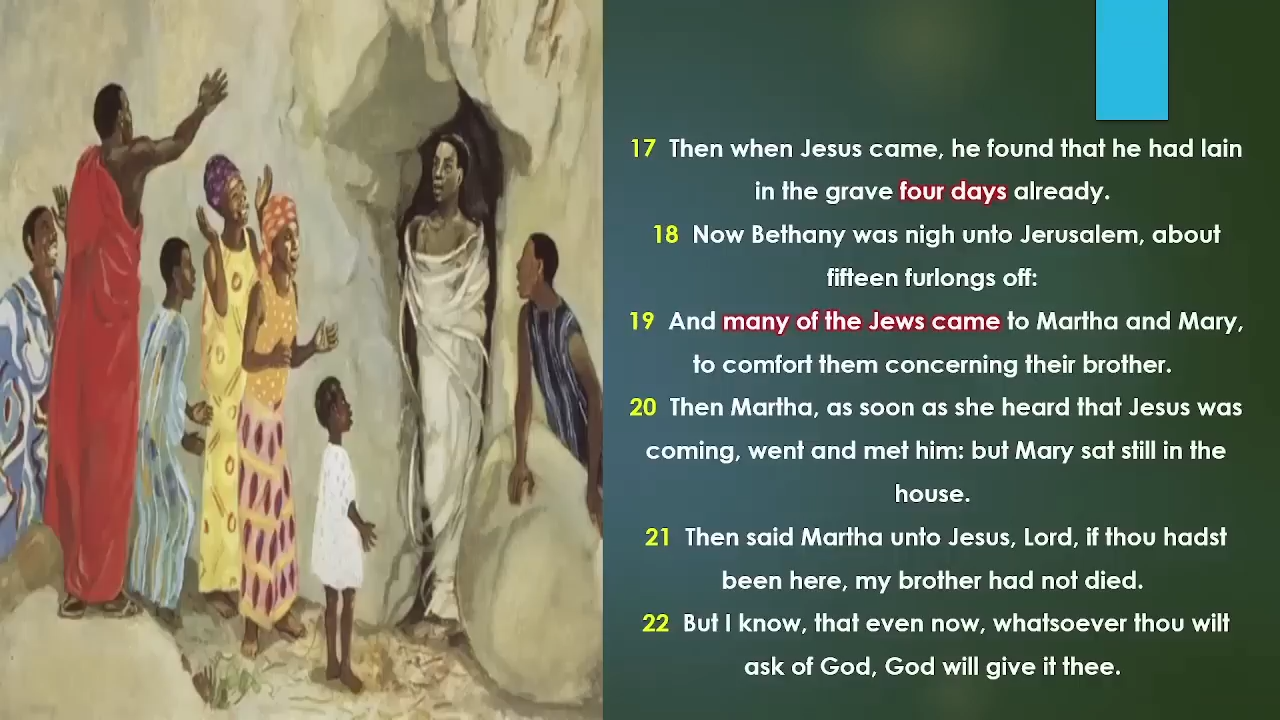 17 Then when Jesus came, he found that he had lain
in the grave four days already.
18 Now Bethany was nigh unto Jerusalem, about
fifteen furlongs off:
19 And many of the Jews came to Martha and Mary,
to comfort them concerning their brother.
20 Then Martha, as soon as she heard that Jesus was
coming, went and met him: but Mary sat still in the
house.
21 Then said Martha unto Jesus, Lord, if thou hadst
been here, my brother had not died.
22 But I know, that even now, whatsoever thou wilt
ask of God, God will give it thee.